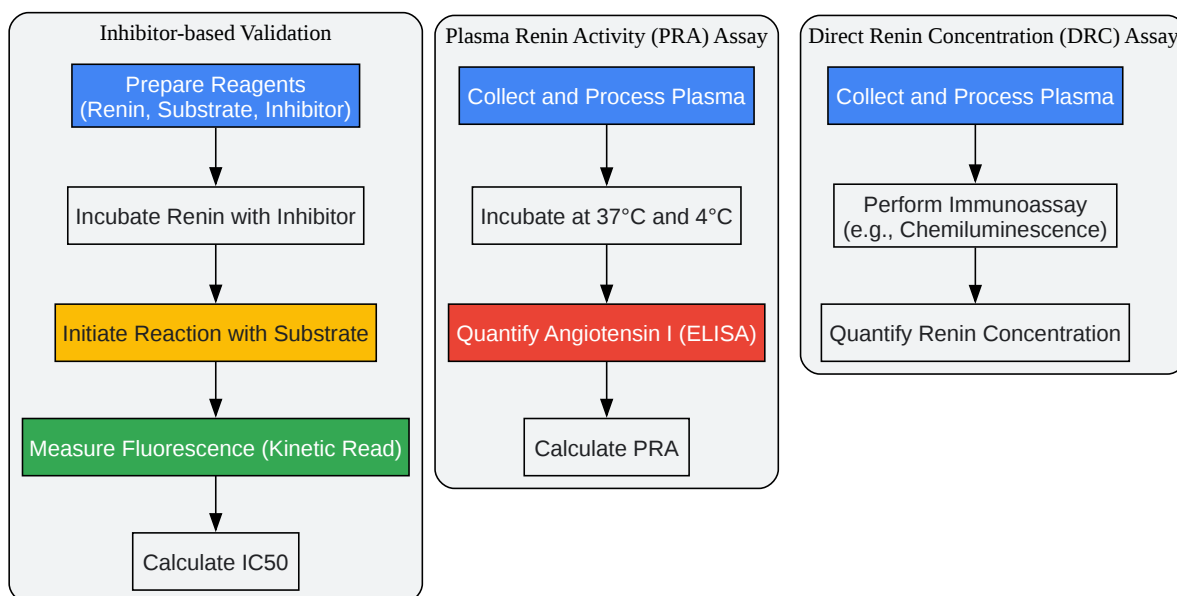 Inhibitor-based Validation
Prepare Reagents
(Renin, Substrate, Inhibitor)
Incubate Renin with Inhibitor
Initiate Reaction with Substrate
Measure Fluorescence (Kinetic Read)
Calculate IC50
Plasma Renin Activity (PRA) Assay
Collect and Process Plasma
Incubate at 37°C and 4°C
Quantify Angiotensin I (ELISA)
Calculate PRA
Direct Renin Concentration (DRC) Assay
Collect and Process Plasma
Perform Immunoassay
(e.g., Chemiluminescence)
Quantify Renin Concentration